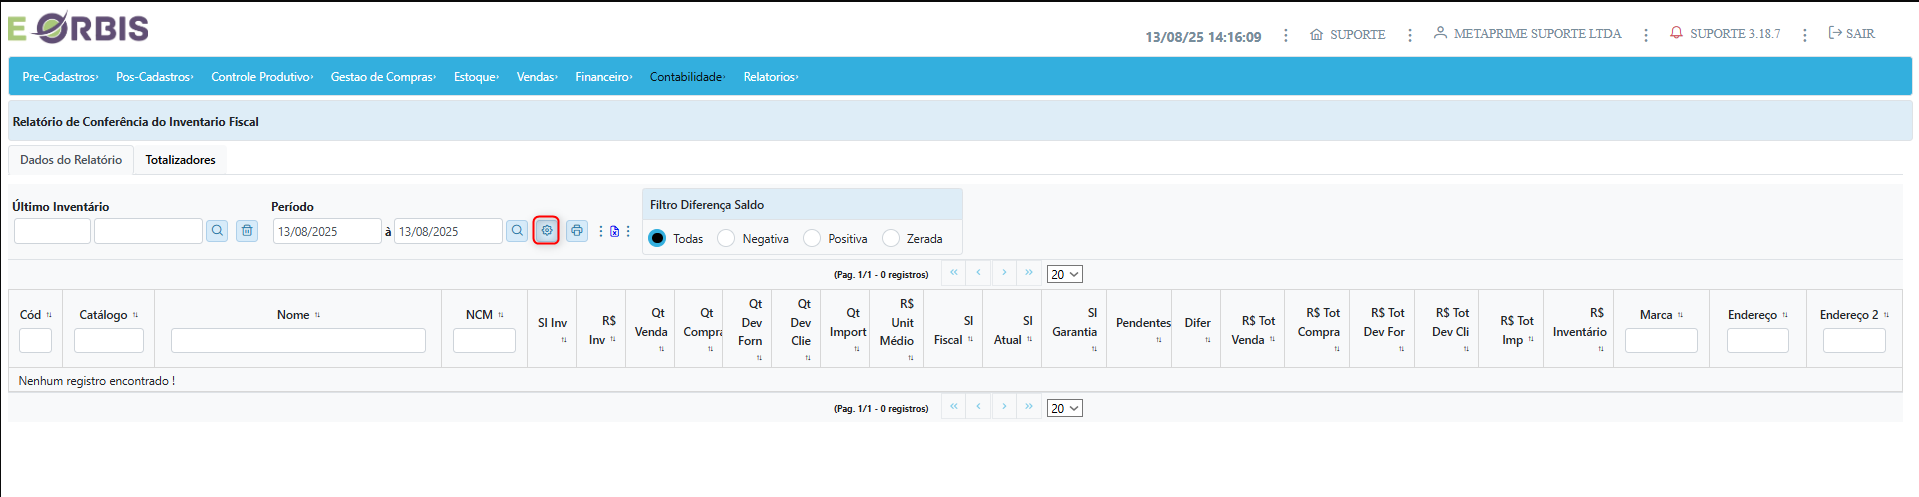 E ORBIS
13/08/25 14:16:09
SUPORTE
METAPRIME SUPORTE LTDA
SUPORTE 3.18.7
SAIR
Pre-Cadastros
Pos-Cadastros
Controle Produtivo
Gestao de Compras
Estoque
Vendas
Financeiro
Contabilidade
Relatorios
Relatório de Conferência do Inventario Fiscal
Dados do Relatório
Totalizadores
Último Inventário
Período
13/08/2025
à
13/08/2025
Filtro Diferença Saldo
Todas
Negativa
Positiva
Zerada
(Pag. 1/1 - 0 registros)
20
Cód
Catálogo
Nome
NCM
Sl Inv
R$
Inv
Qt
Venda
Qt
Compra
Qt
Dev
Forn
Qt
Dev
Clie
Qt
Import
R$
Unit
Médio
Sl
Fiscal
Sl
Atual
Sl
Garantia
Pendentes
Difer
R$ Tot
Venda
R$ Tot
Compra
R$ Tot
Dev For
R$ Tot
Dev Cli
R$ Tot
Imp
R$
Inventário
Marca
Endereço
Endereço 2
Nenhum registro encontrado !
(Pag. 1/1 - 0 registros)
20